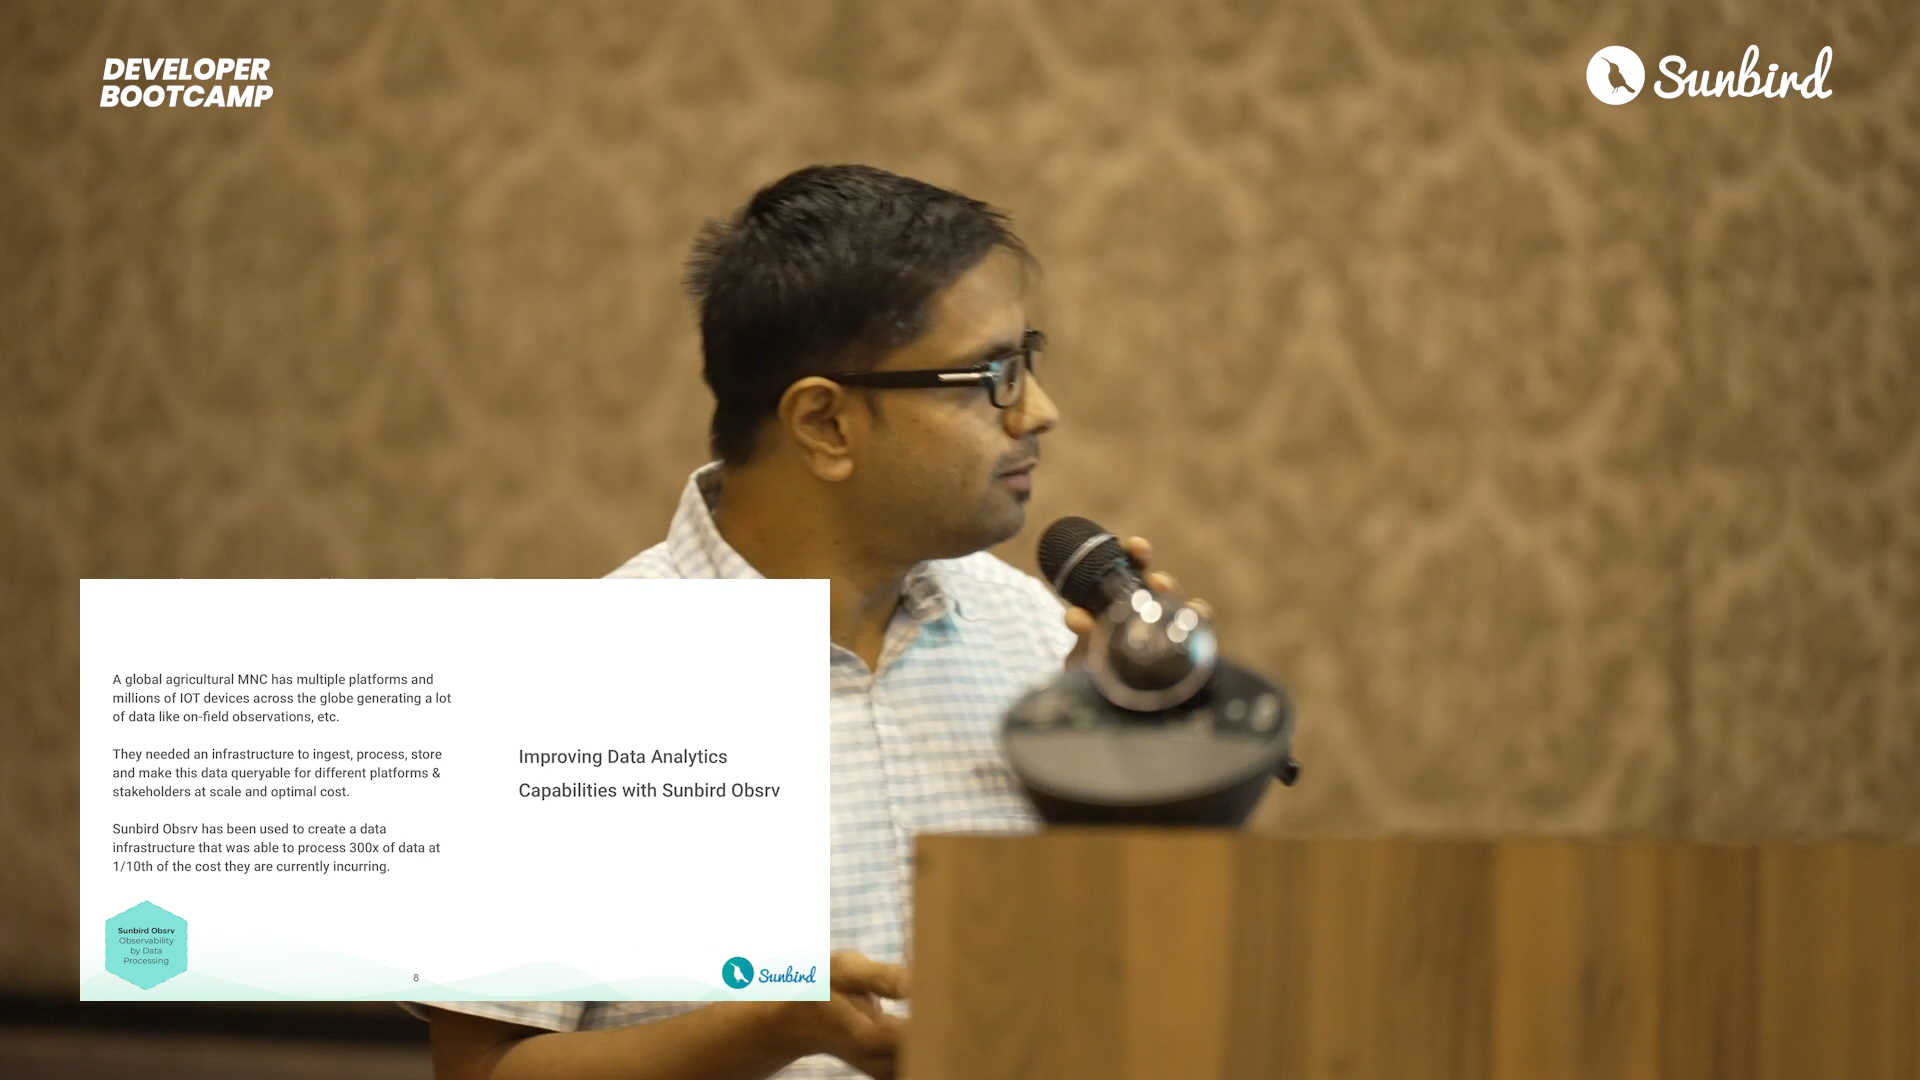 DEVELOPER
BOOTCAMP
Sunbird
A global agricultural MNC has multiple platforms and
millions of IOT devices across the globe generating a lot
of data like on-field observations, etc.
They needed an infrastructure to ingest, process, store
and make this data queryable for different platforms &
stakeholders at scale and optimal cost.
Sunbird Obsrv has been used to create a data
infrastructure that was able to process 300x of data at
1/10th of the cost they are currently incurring.
Improving Data Analytics
Capabilities with Sunbird Obsrv
Sunbird Obsrv
Observability
by Data
Processing
8
Sunbird